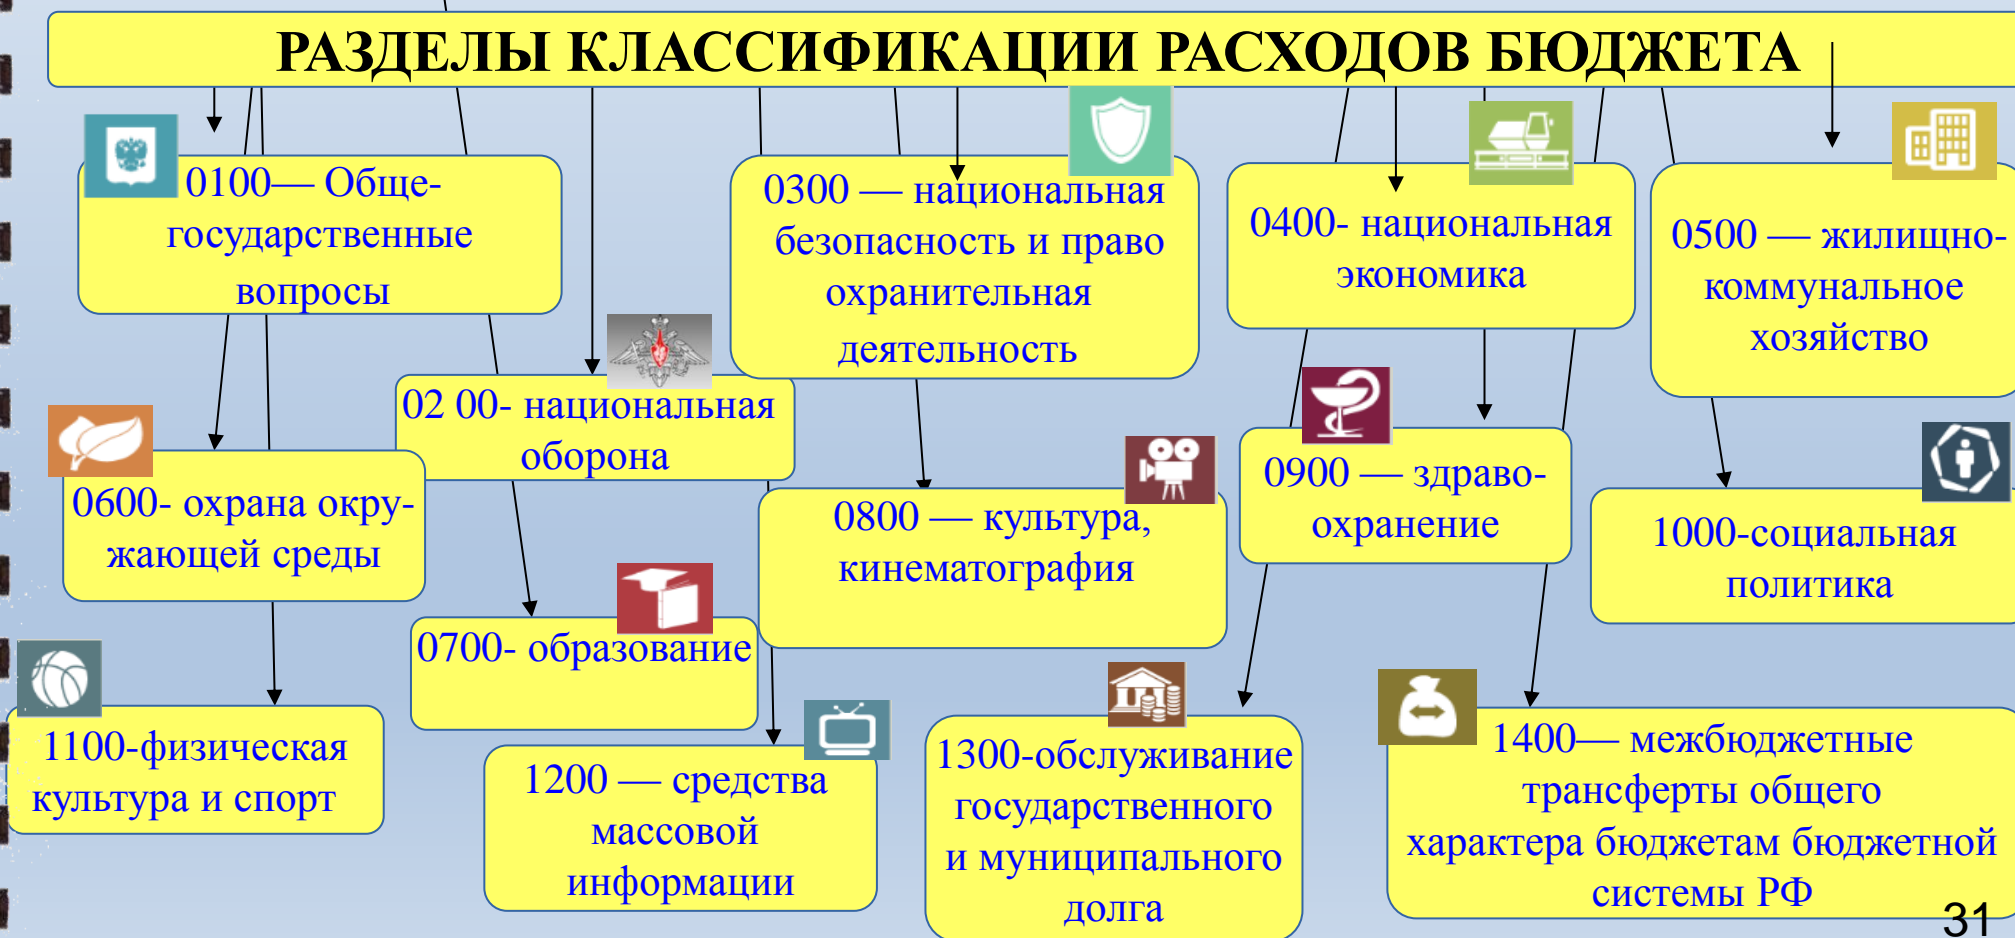 РАЗДЕЛЫ КЛАССИФИКАЦИИ РАСХОДОВ БЮДЖЕТА
0100— Обще-
государственные
вопросы
02 00- национальная
оборона
0300 — национальная
безопасность и право
охранительная
деятельность
0400- национальная
экономика
0500 — жилищно-
коммунальное
хозяйство
0600- охрана окру-
жающей среды
0700- образование
0800 — культура,
кинематография
0900 — здраво-
охранение
1000-социальная
политика
1100-физическая
культура и спорт
1200 — средства
массовой
информации
1300-обслуживание
государственного
и муниципального
долга
1400— межбюджетные
трансферты общего
характера бюджетам бюджетной
системы РФ
31